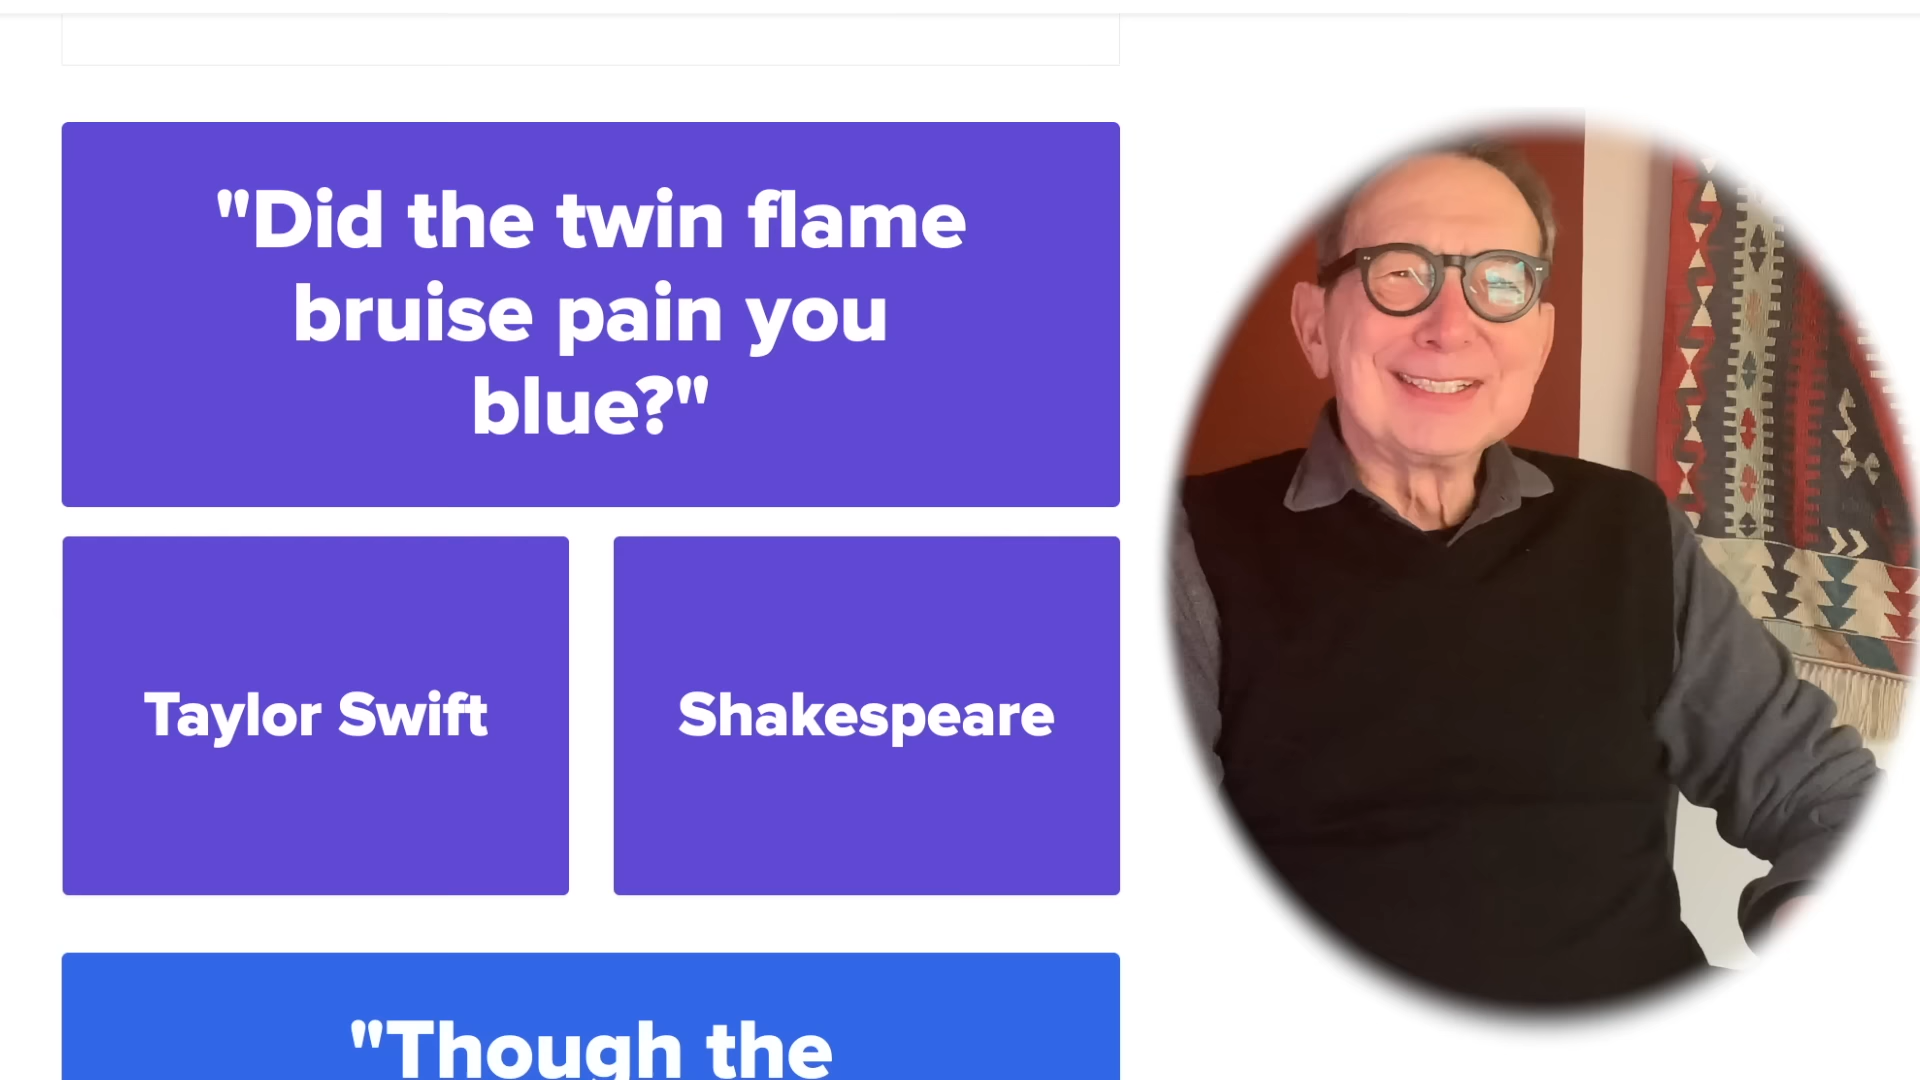 "Did the twin flame
bruise pain you
blue?"
Taylor Swift
Shakespeare
"Though the